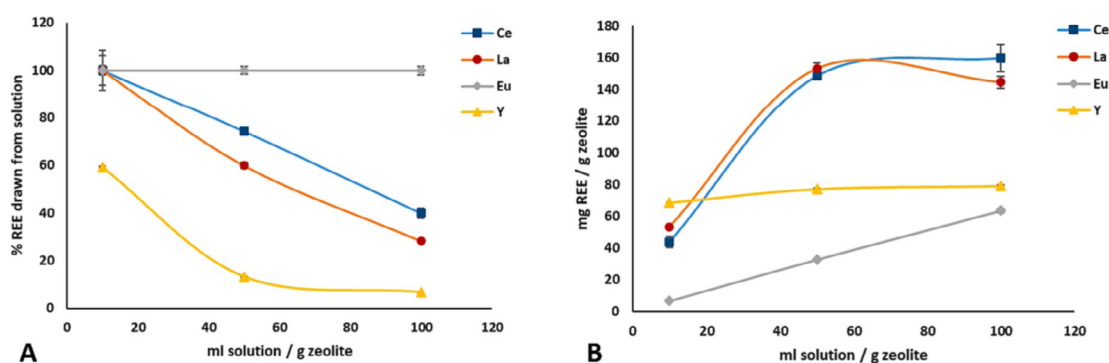 120
100
80
60
40
20
0
% REE drawn from solution
0 20 40 60 80 100 120
ml solution / g zeolite
A
Ce
La
Eu
Y
180
160
140
120
100
80
60
40
20
0
mg REE / g zeolite
0 20 40 60 80 100 120
ml solution / g zeolite
B
Ce
La
Eu
Y